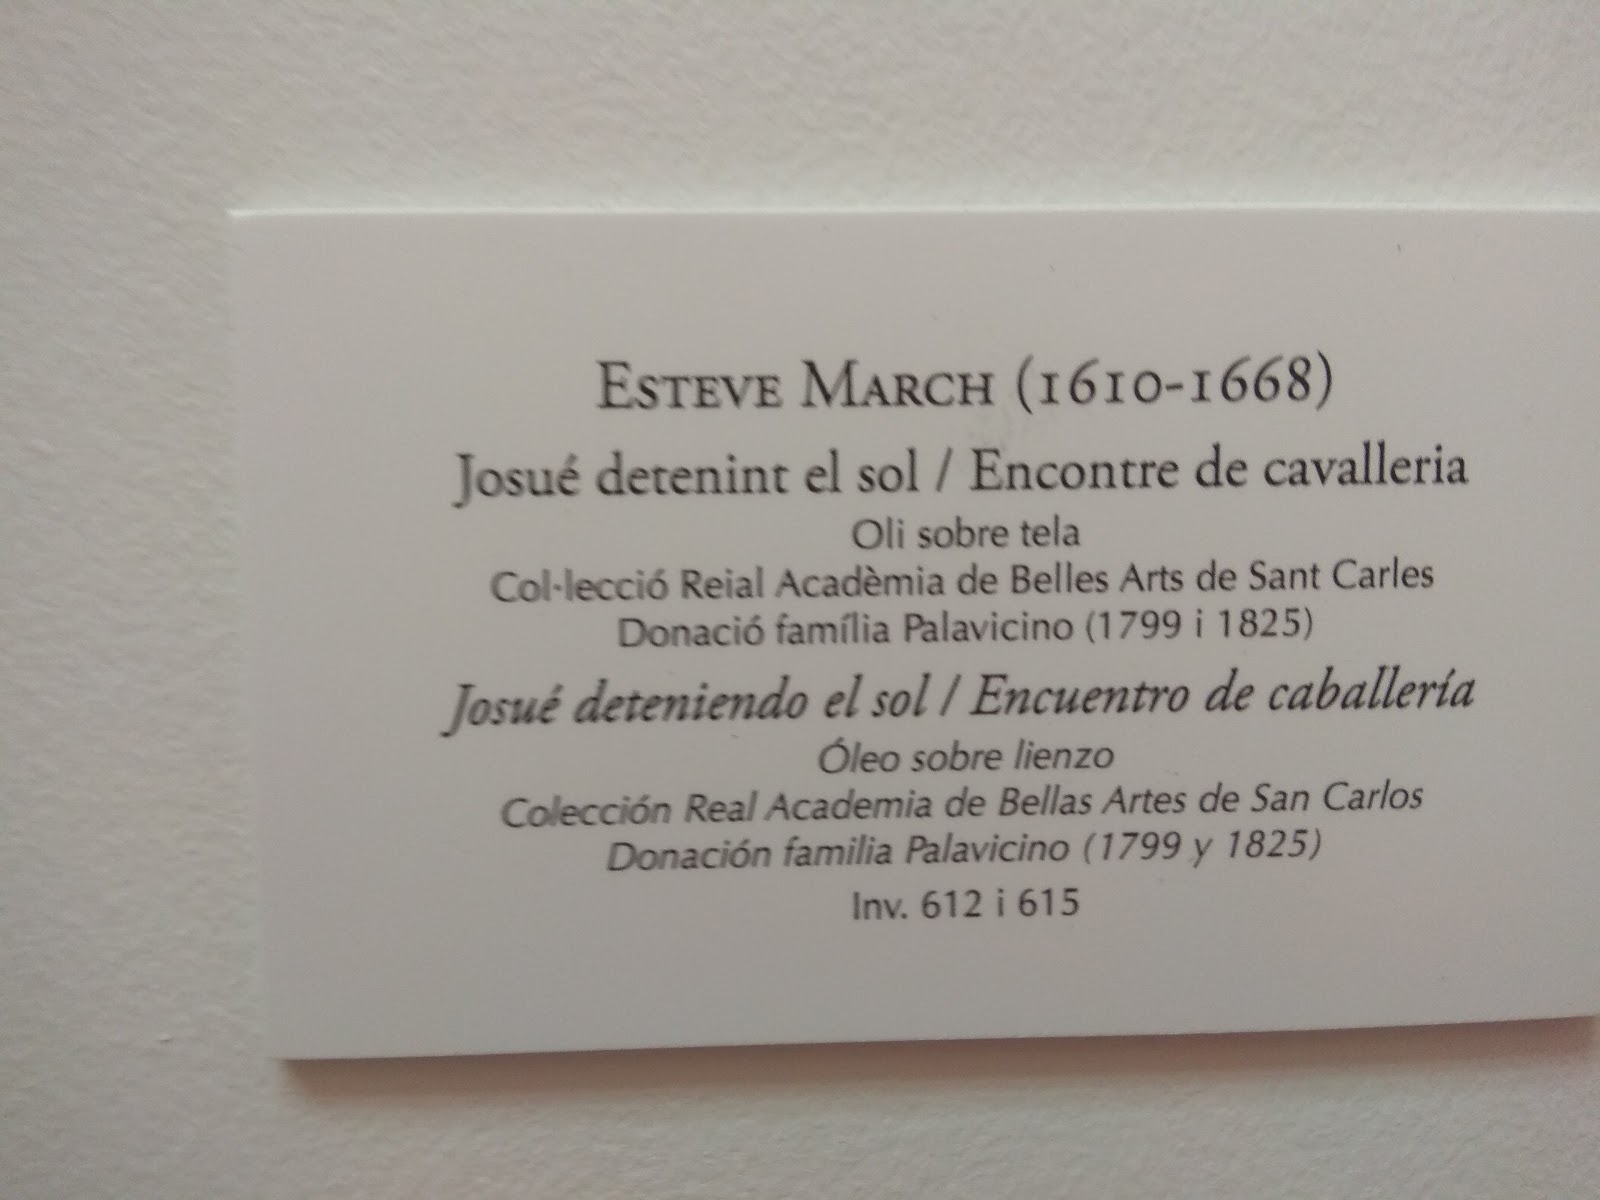 ESTEVE MARCH (1610-1668)
Josué detenint el sol / Encontre de cavalleria
Oli sobre tela
Col·lecció Reial Acadèmia de Belles Arts de Sant Carles
Donació família Palavicino (1799 i 1825)
Josué deteniendo el sol / Encuentro de caballería
Óleo sobre lienzo
Colección Real Academia de Bellas Artes de San Carlos
Donación familia Palavicino (1799 y 1825)
Inv. 612 i 615